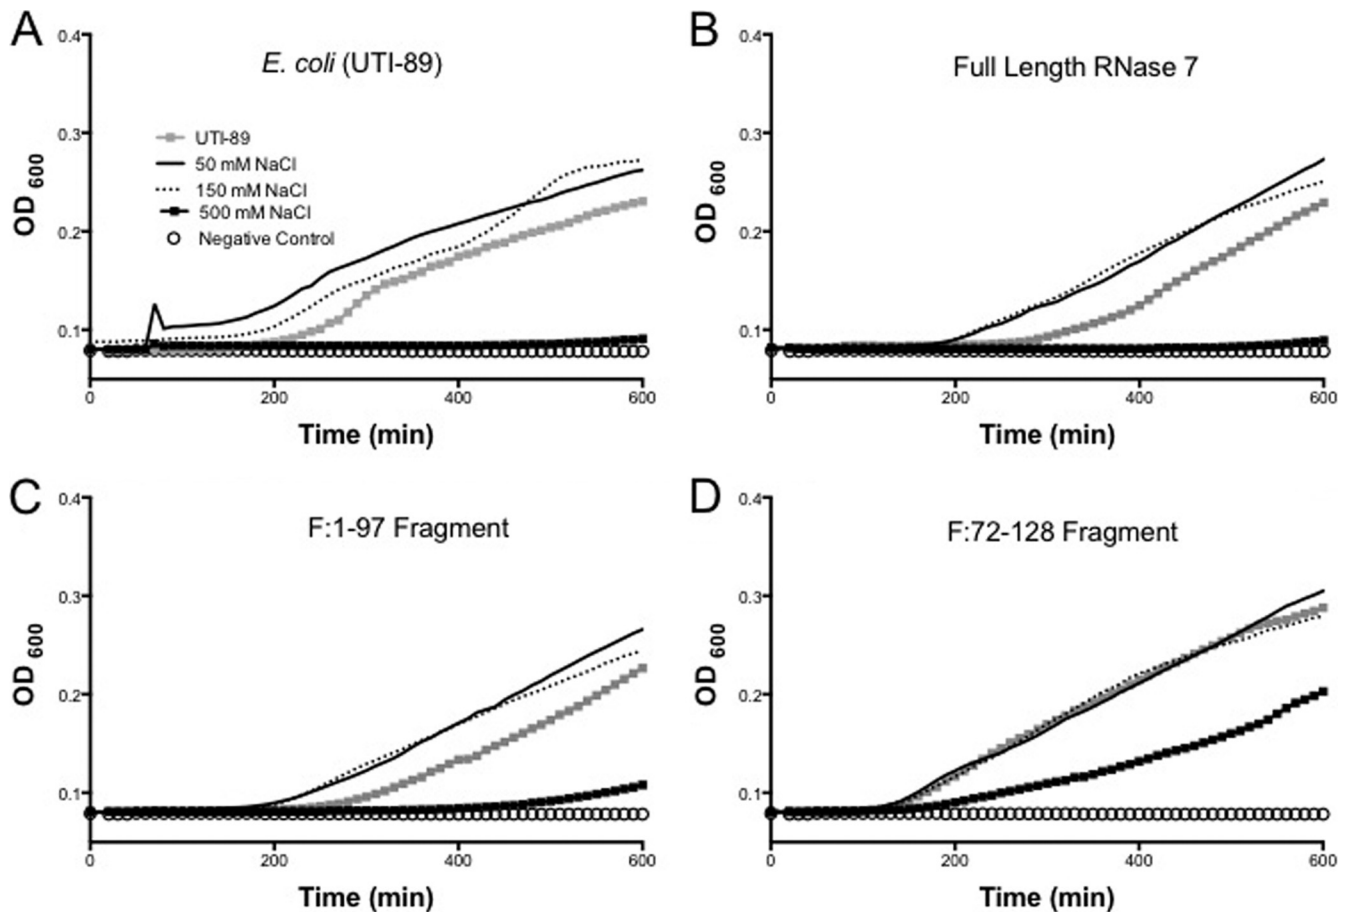 A
E. coli (UTI-89)
0.4
0.3
0.2
0.1
OD 600
UTI-89
50 mM NaCl
150 mM NaCl
500 mM NaCl
Negative Control
0 200 400 600
Time (min)
B
Full Length RNase 7
0.4
0.3
0.2
0.1
OD 600
0 200 400 600
Time (min)
C
F:1-97 Fragment
0.4
0.3
0.2
0.1
OD 600
0 200 400 600
Time (min)
D
F:72-128 Fragment
0.4
0.3
0.2
0.1
OD 600
0 200 400 600
Time (min)